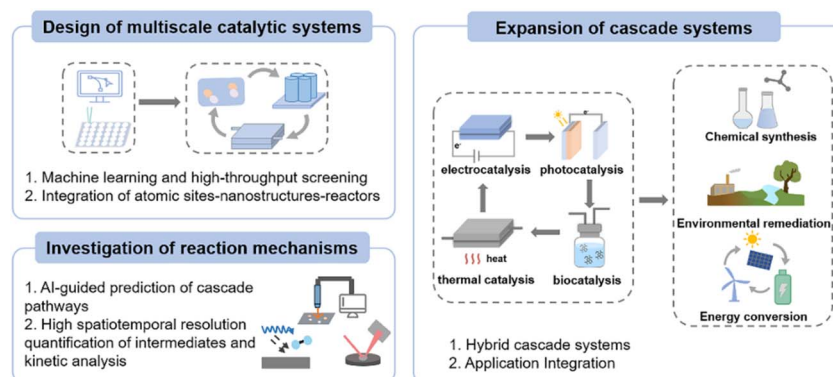 Design of multiscale catalytic systems
1. Machine learning and high-throughput screening
2. Integration of atomic sites-nanostructures-reactors
Investigation of reaction mechanisms
1. AI-guided prediction of cascade
pathways
2. High spatiotemporal resolution
quantification of intermediates and
kinetic analysis
Expansion of cascade systems
e⁻
e⁻
electrocatalysis
photocatalysis
heat
thermal catalysis
biocatalysis
1. Hybrid cascade systems
2. Application Integration
Chemical synthesis
Environmental remediation
Energy conversion